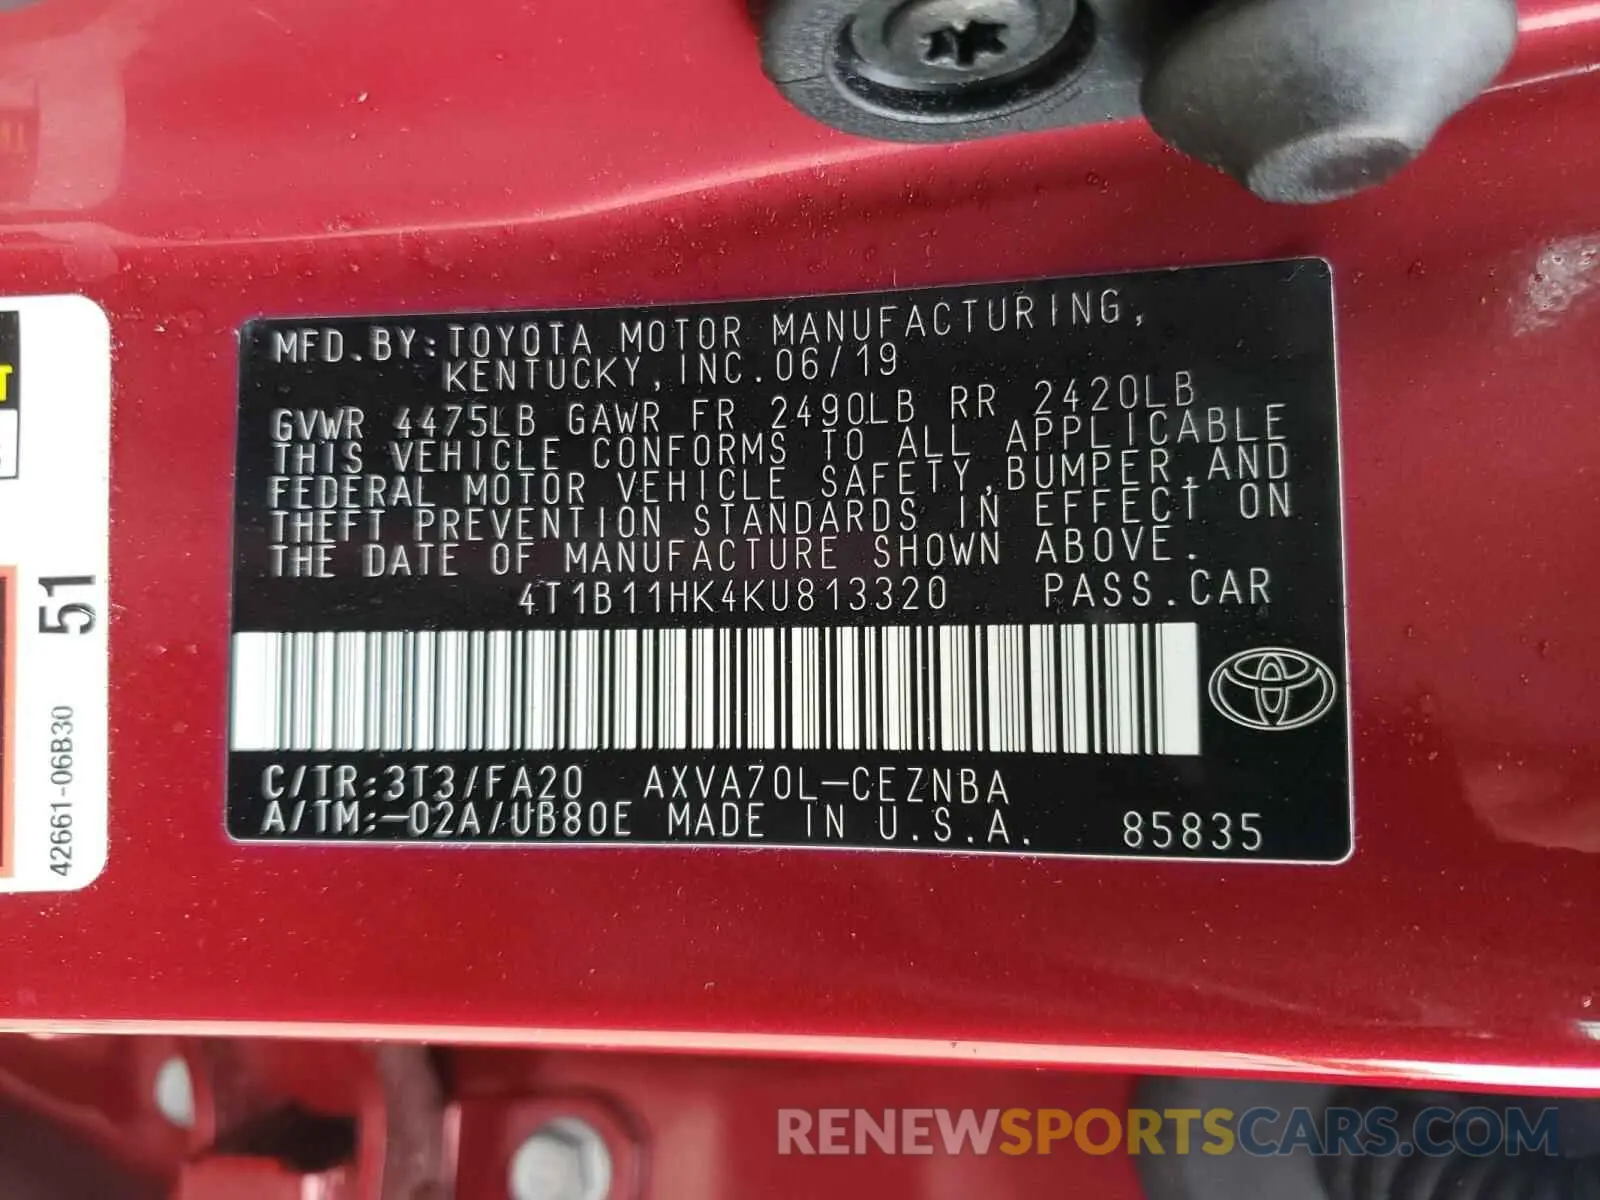 MFD.BY:TOYOTA MOTOR MANUFACTURING,
KENTUCKY,INC.06/19
GVWR 4475LB GAWR FR 2490LB RR 2420LB
THIS VEHICLE CONFORMS TO ALL APPLICABLE
FEDERAL MOTOR VEHICLE SAFETY,BUMPER,AND
THEFT PREVENTION STANDARDS IN EFFECT ON
THE DATE OF MANUFACTURE SHOWN ABOVE.
4T1B11HK4KU813320 PASS.CAR
C/TR:3T3/FA20 AXVA70L-CEZNBA
A/TM:-02A/UB80E MADE IN U.S.A. 85835
51
42661-06B30
RENEWSPORTSCARS.COM